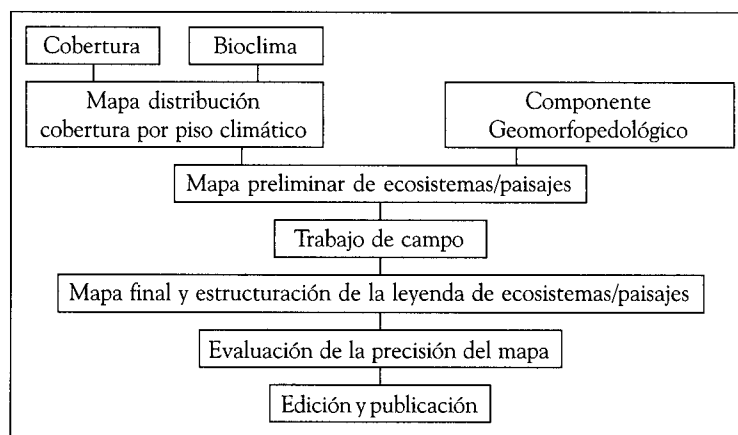 Cobertura
Bioclima
Mapa distribución
cobertura por piso climático
Componente
Geomorfopedológico
Mapa preliminar de ecosistemas/paisajes
Trabajo de campo
Mapa final y estructuración de la leyenda de ecosistemas/paisajes
Evaluación de la precisión del mapa
Edición y publicación